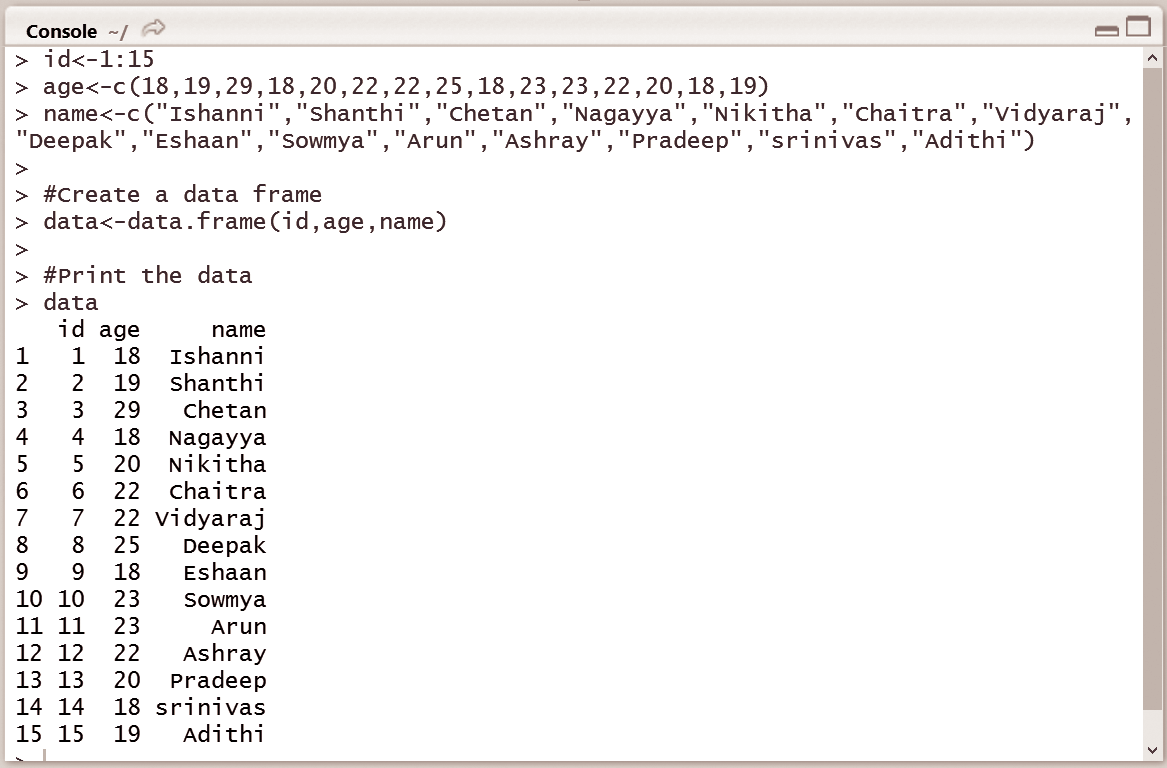 Console ~/
> id<-1:15
> age<-c(18,19,29,18,20,22,22,25,18,23,23,22,20,18,19)
> name<-c("Ishanni","Shanthi","Chetan","Nagayya","Nikitha","Chaitra","Vidyaraj",
"Deepak","Eshaan","Sowmya","Arun","Ashray","Pradeep","srinivas","Adithi")
>
> #Create a data frame
> data<-data.frame(id,age,name)
>
> #Print the data
> data
   id age     name
1   1  18  Ishanni
2   2  19  Shanthi
3   3  29   Chetan
4   4  18  Nagayya
5   5  20  Nikitha
6   6  22  Chaitra
7   7  22 Vidyaraj
8   8  25   Deepak
9   9  18   Eshaan
10 10  23   Sowmya
11 11  23     Arun
12 12  22   Ashray
13 13  20  Pradeep
14 14  18 srinivas
15 15  19   Adithi
>